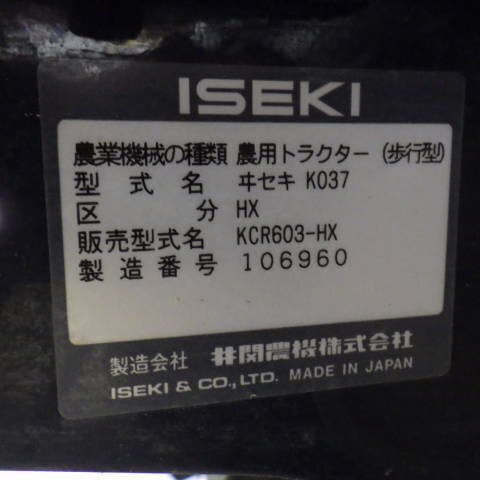 ISEKI
農業機械の種類 農用トラクター (歩行型)
型式名 ヰセキ K037
区分 HX
販売型式名 KCR603-HX
製造番号 106960
製造会社 井関農機株式会社
ISEKI & CO., LTD. MADE IN JAPAN